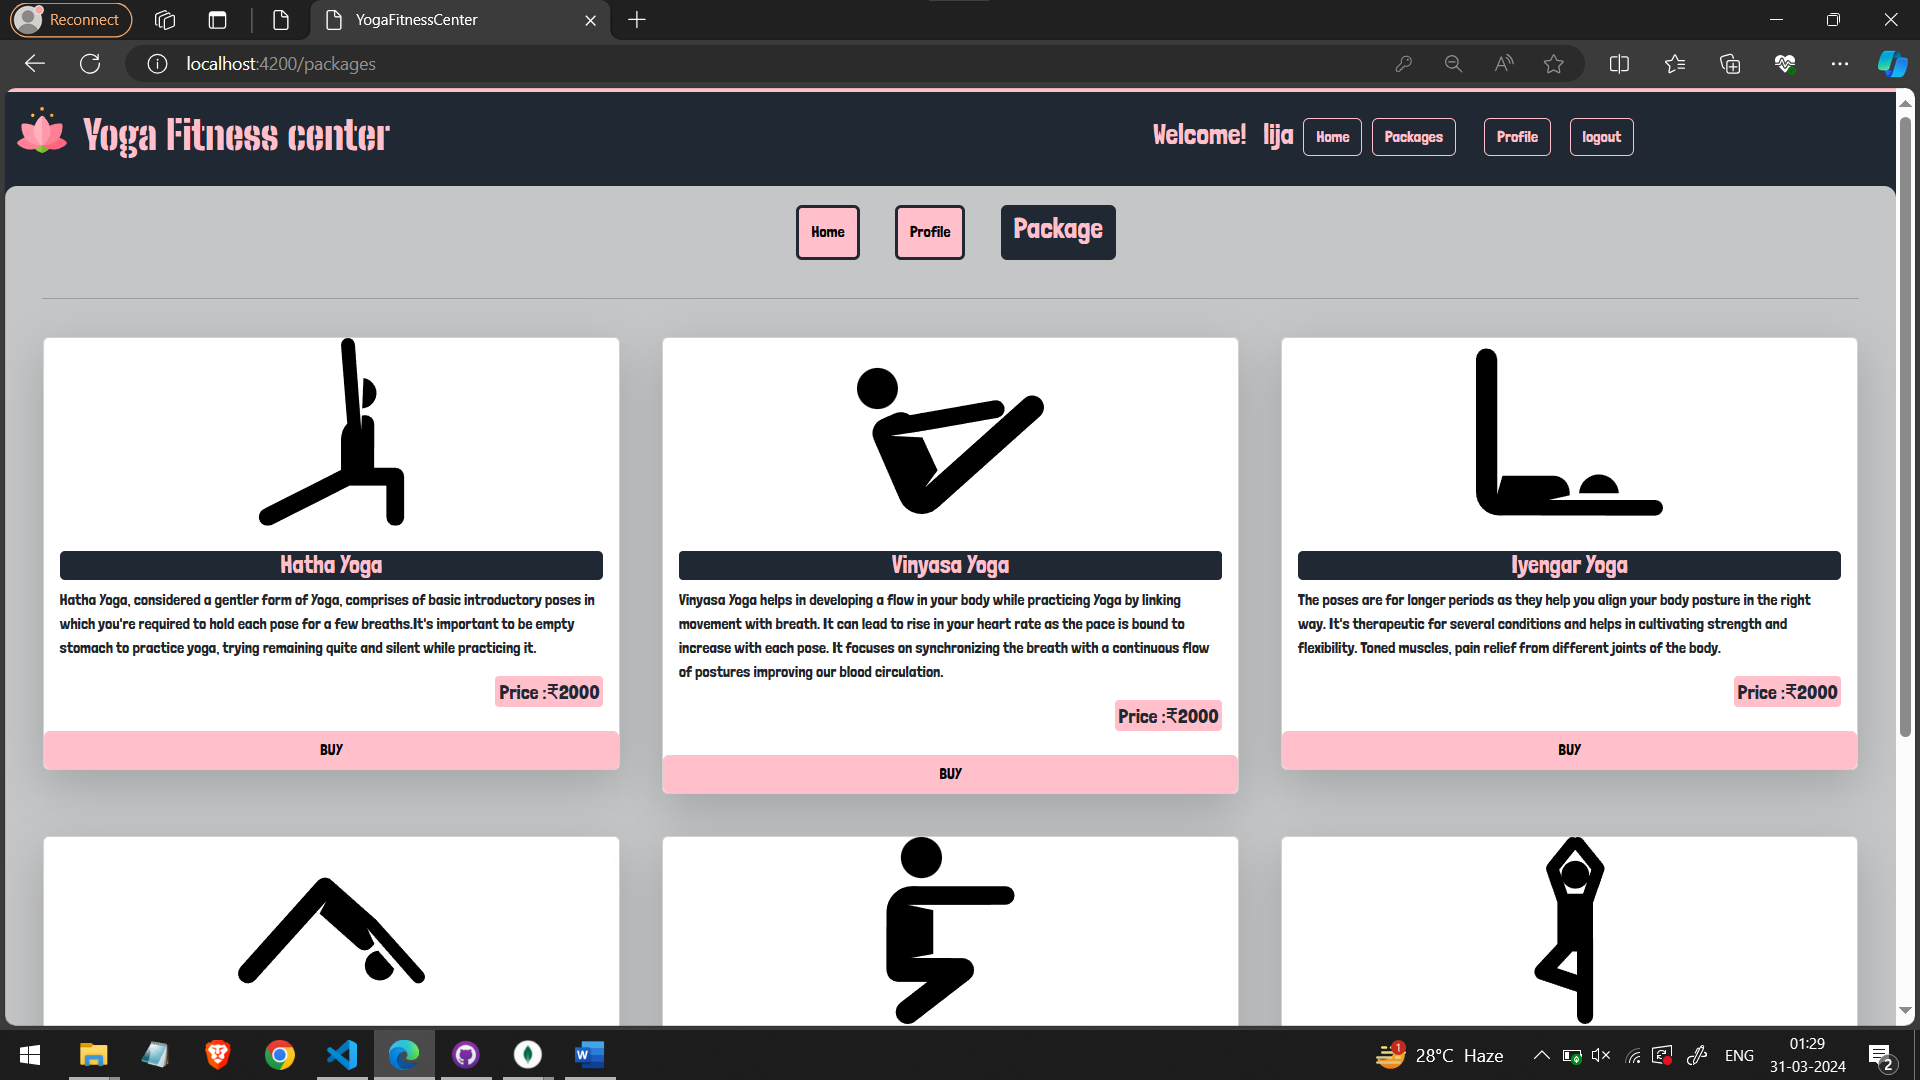 Reconnect
YogaFitnessCenter
localhost:4200/packages
Yoga Fitness center
Welcome! lija
Home
Packages
Profile
logout
Home
Profile
Package
Hatha Yoga
Hatha Yoga, considered a gentler form of Yoga, comprises of basic introductory poses in
which you're required to hold each pose for a few breaths.It's important to be empty
stomach to practice yoga, trying remaining quite and silent while practicing it.
Price :₹2000
BUY
Vinyasa Yoga
Vinyasa Yoga helps in developing a flow in your body while practicing Yoga by linking
movement with breath. It can lead to rise in your heart rate as the pace is bound to
increase with each pose. It focuses on synchronizing the breath with a continuous flow
of postures improving our blood circulation.
Price :₹2000
BUY
Iyengar Yoga
The poses are for longer periods as they help you align your body posture in the right
way. It's therapeutic for several conditions and helps in cultivating strength and
flexibility. Toned muscles, pain relief from different joints of the body.
Price :₹2000
BUY
1
28°C Haze
ENG
01:29
31-03-2024
2